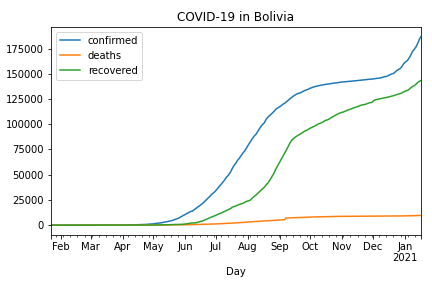 COVID-19 in Bolivia
confirmed
deaths
recovered
175000
150000
125000
100000
75000
50000
25000
0
Feb Mar Apr May Jun Jul Aug Sep Oct Nov Dec Jan
2021
Day